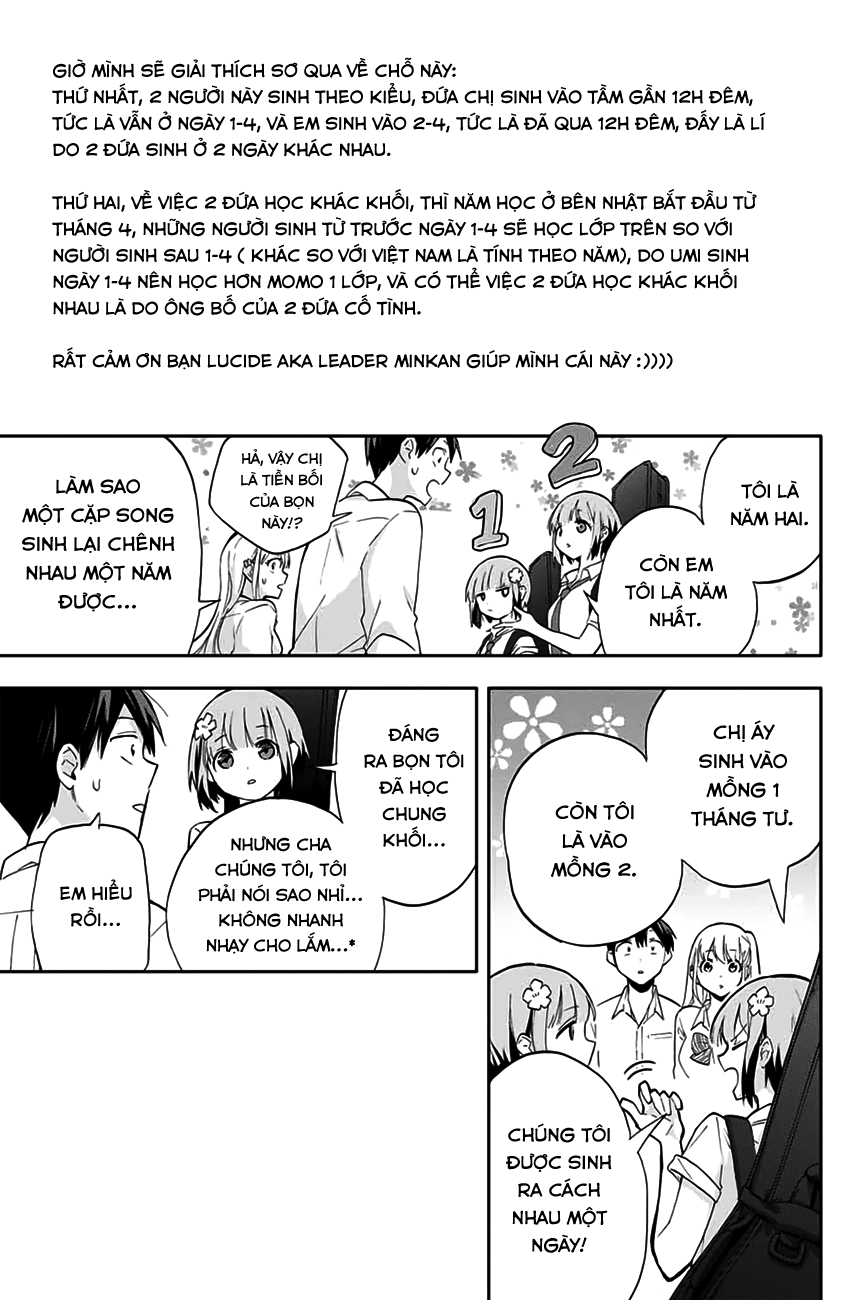 GIỜ MÌNH SẼ GIẢI THÍCH SƠ QUA VỀ CHỖ NÀY:
THỨ NHẤT, 2 NGƯỜI NÀY SINH THEO KIỂU, ĐỨA CHỊ SINH VÀO TẦM GẦN 12H ĐÊM,
TỨC LÀ VẪN Ở NGÀY 1-4, VÀ EM SINH VÀO 2-4, TỨC LÀ ĐÃ QUA 12H ĐÊM, ĐẤY LÀ LÍ
DO 2 ĐỨA SINH Ở 2 NGÀY KHÁC NHAU.
THỨ HAI, VỀ VIỆC 2 ĐỨA HỌC KHÁC KHỐI, THÌ NĂM HỌC Ở BÊN NHẬT BẮT ĐẦU TỪ
THÁNG 4, NHỮNG NGƯỜI SINH TỪ TRƯỚC NGÀY 1-4 SẼ HỌC LỚP TRÊN SO VỚI
NGƯỜI SINH SAU 1-4 ( KHÁC SO VỚI VIỆT NAM LÀ TÍNH THEO NĂM), DO UMI SINH
NGÀY 1-4 NÊN HỌC HƠN MOMO 1 LỚP, VÀ CÓ THỂ VIỆC 2 ĐỨA HỌC KHÁC KHỐI
NHAU LÀ DO ÔNG BỐ CỦA 2 ĐỨA CỐ TÌNH.
RẤT CẢM ƠN BẠN LUCIDE AKA LEADER MINKAN GIÚP MÌNH CÁI NÀY :))))
TÔI LÀ
NĂM HAI.
CÒN EM
TÔI LÀ NĂM
NHẤT.
2
1
HẢ, VẬY CHỊ
LÀ TIỀN BỐI
CỦA BỌN
NÀY!?
LÀM SAO
MỘT CẶP SONG
SINH LẠI CHÊNH
NHAU MỘT NĂM
ĐƯỢC...
CHỊ ẤY
SINH VÀO
MỒNG 1
THÁNG TƯ.
CÒN TÔI
LÀ VÀO
MỒNG 2.
CHÚNG TÔI
ĐƯỢC SINH
RA CÁCH
NHAU MỘT
NGÀY!
ĐÁNG
RA BỌN TÔI
ĐÃ HỌC
CHUNG
KHỐI...
NHƯNG CHA
CHÚNG TÔI, TÔI
PHẢI NÓI SAO NHỈ...
KHÔNG NHANH
NHẠY CHO LẮM...*
EM HIỂU
RỒI...